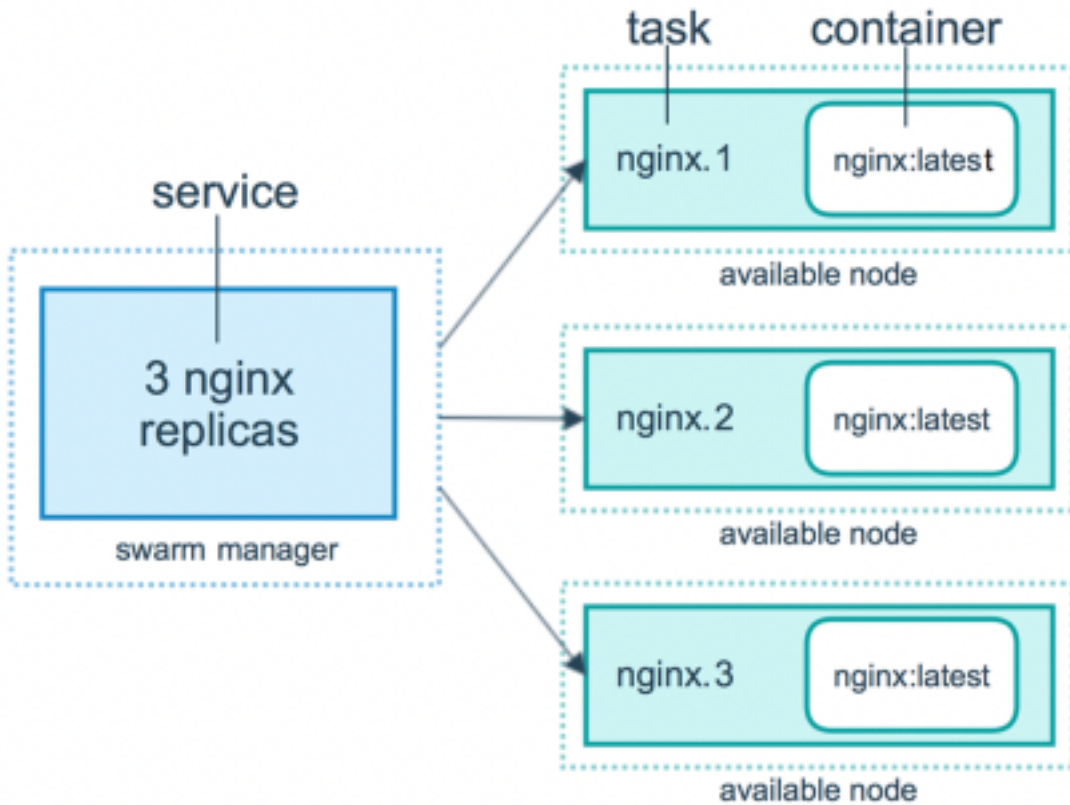 task
container
nginx.1
nginx:latest
available node
service
3 nginx
replicas
swarm manager
nginx.2
nginx:latest
available node
nginx.3
nginx:latest
available node